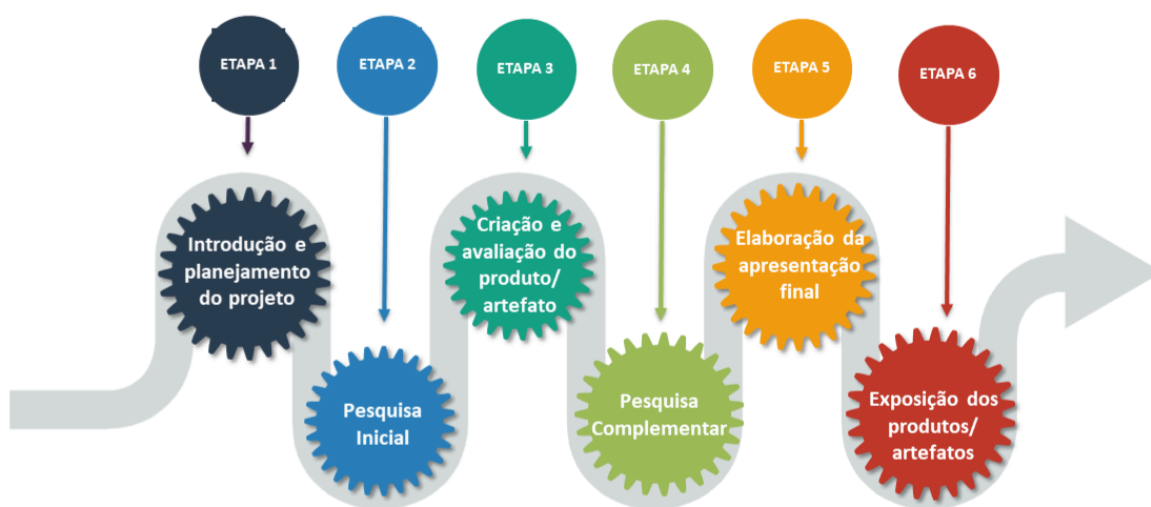 ETAPA 1
ETAPA 2
ETAPA 3
ETAPA 4
ETAPA 5
ETAPA 6
Introdução e
planejamento
do projeto
Pesquisa
Inicial
Criação e
avaliação do
produto/
artefato
Pesquisa
Complementar
Elaboração da
apresentação
final
Exposição dos
produtos/
artefatos